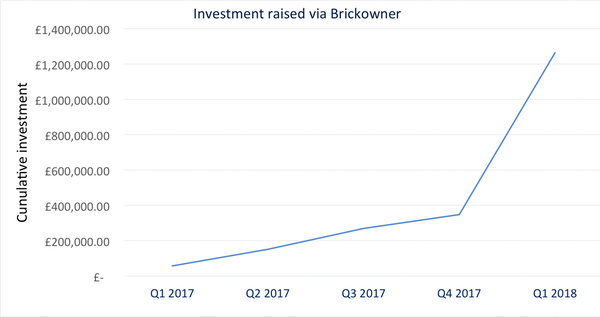 Investment raised via Brickowner
Cunulative investment
£1,400,000.00
£1,200,000.00
£1,000,000.00
£800,000.00
£600,000.00
£400,000.00
£200,000.00
£-
Q1 2017 Q2 2017 Q3 2017 Q4 2017 Q1 2018